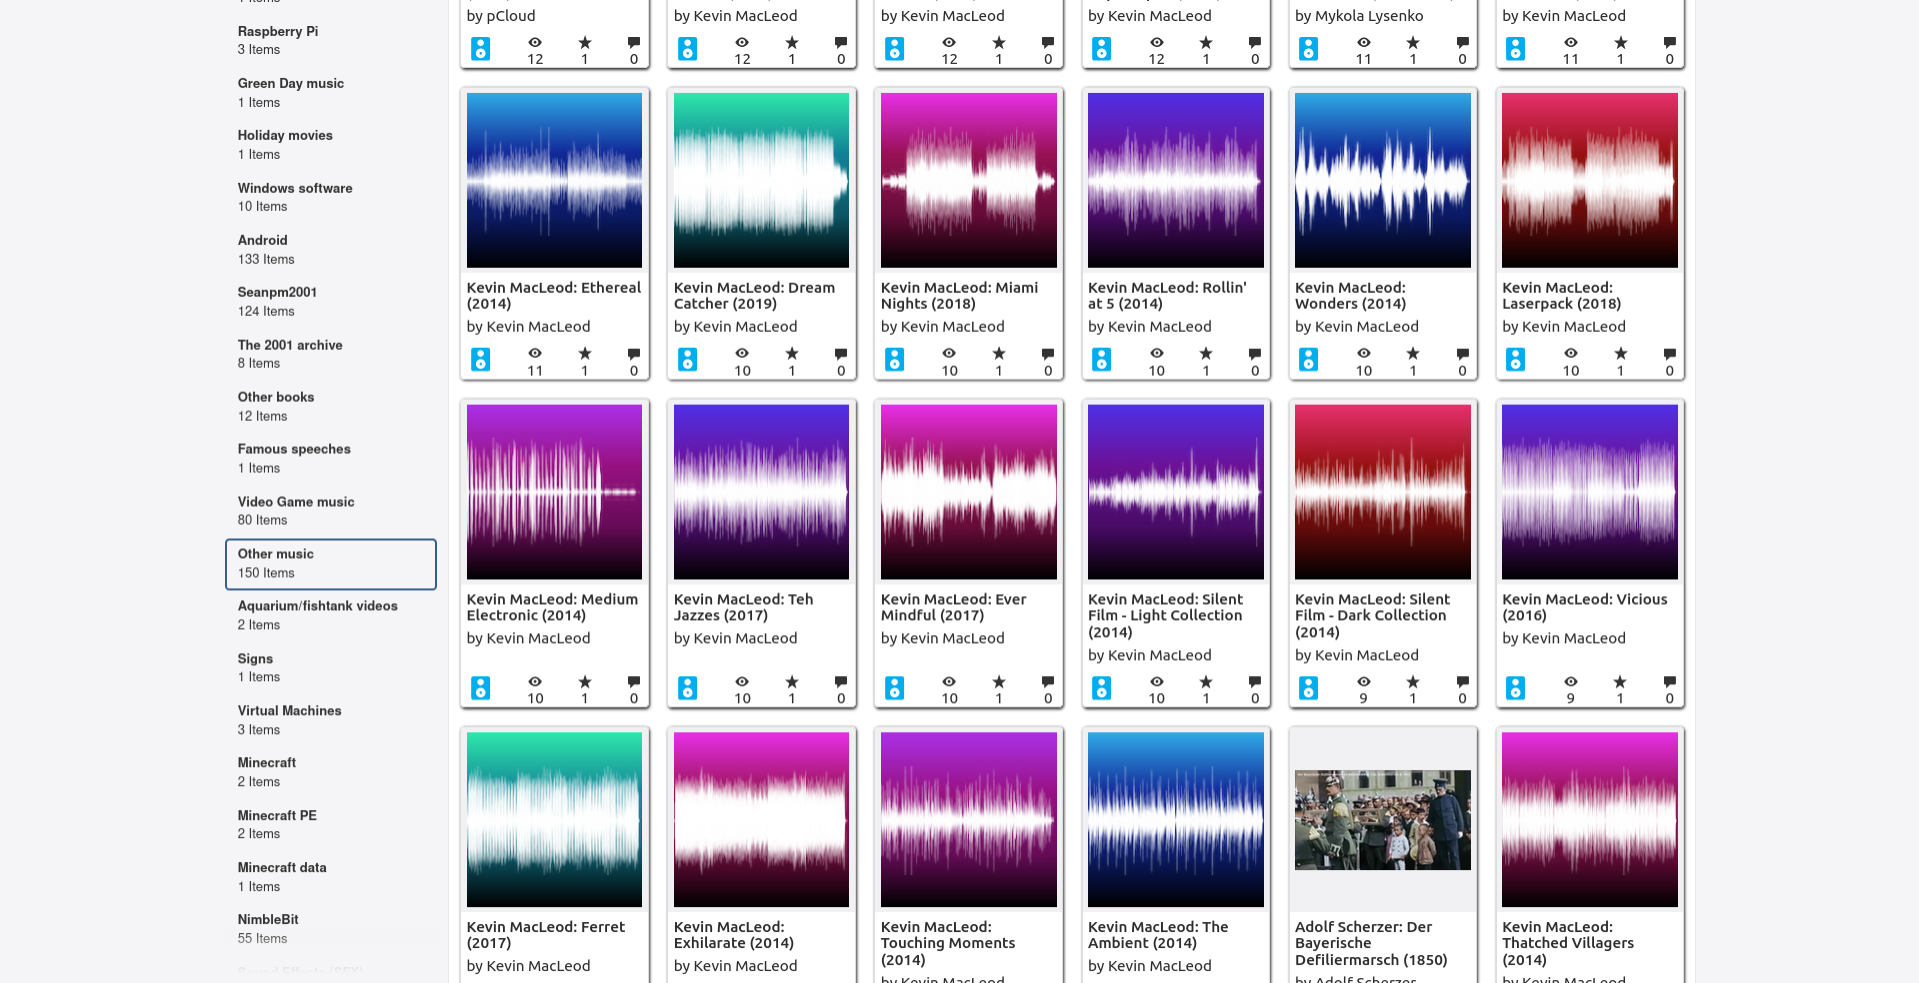 Raspberry Pi
3 Items
Green Day music
1 Items
Holiday movies
1 Items
Windows software
10 Items
Android
133 Items
Seanpm2001
124 Items
The 2001 archive
8 Items
Other books
12 Items
Famous speeches
1 Items
Video Game music
80 Items
Other music
150 Items
Aquarium/fishtank videos
2 Items
Signs
1 Items
Virtual Machines
3 Items
Minecraft
2 Items
Minecraft PE
2 Items
Minecraft data
1 Items
NimbleBit
55 Items
Sound Effects (SFX)
by pCloud
12 1 0
by Kevin MacLeod
12 1 0
by Kevin MacLeod
12 1 0
by Kevin MacLeod
12 1 0
by Mykola Lysenko
11 1 0
by Kevin MacLeod
11 1 0
Kevin MacLeod: Ethereal
(2014)
by Kevin MacLeod
11 1 0
Kevin MacLeod: Dream
Catcher (2019)
by Kevin MacLeod
10 1 0
Kevin MacLeod: Miami
Nights (2018)
by Kevin MacLeod
10 1 0
Kevin MacLeod: Rollin'
at 5 (2014)
by Kevin MacLeod
10 1 0
Kevin MacLeod:
Wonders (2014)
by Kevin MacLeod
10 1 0
Kevin MacLeod:
Laserpack (2018)
by Kevin MacLeod
10 1 0
Kevin MacLeod: Medium
Electronic (2014)
by Kevin MacLeod
10 1 0
Kevin MacLeod: Teh
Jazzes (2017)
by Kevin MacLeod
10 1 0
Kevin MacLeod: Ever
Mindful (2017)
by Kevin MacLeod
10 1 0
Kevin MacLeod: Silent
Film - Light Collection
(2014)
by Kevin MacLeod
10 1 0
Kevin MacLeod: Silent
Film - Dark Collection
(2014)
by Kevin MacLeod
9 1 0
Kevin MacLeod: Vicious
(2016)
by Kevin MacLeod
9 1 0
Kevin MacLeod: Ferret
(2017)
by Kevin MacLeod
Kevin MacLeod:
Exhilarate (2014)
by Kevin MacLeod
Kevin MacLeod:
Touching Moments
(2014)
by Kevin MacLeod
Kevin MacLeod: The
Ambient (2014)
by Kevin MacLeod
Adolf Scherzer: Der
Bayerische
Defiliermarsch (1850)
by Adolf Scherzer
Kevin MacLeod:
Thatched Villagers
(2014)
by Kevin MacLeod